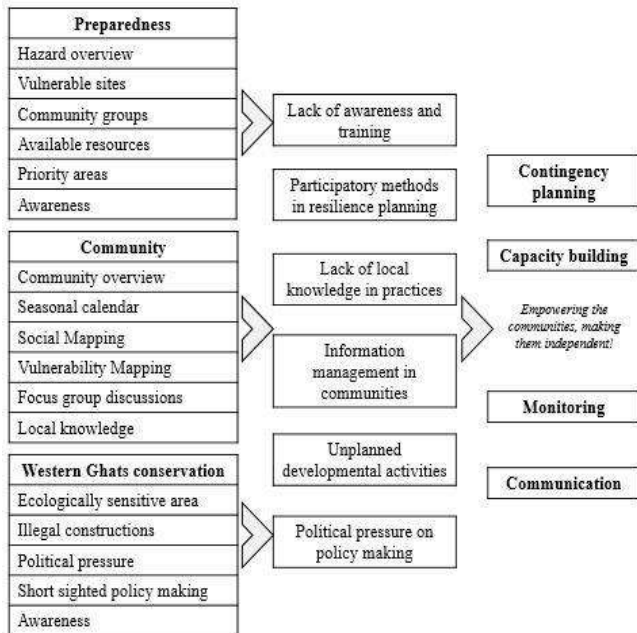 Preparedness
Hazard overview
Vulnerable sites
Community groups
Available resources
Priority areas
Awareness
Community
Community overview
Seasonal calendar
Social Mapping
Vulnerability Mapping
Focus group discussions
Local knowledge
Western Ghats conservation
Ecologically sensitive area
Illegal constructions
Political pressure
Short sighted policy making
Awareness
Lack of awareness and
training
Participatory methods
in resilience planning
Lack of local
knowledge in practices
Information
management in
communities
Unplanned
developmental activities
Political pressure on
policy making
Contingency
planning
Capacity building
Empowering the
communities, making
them independent!
Monitoring
Communication